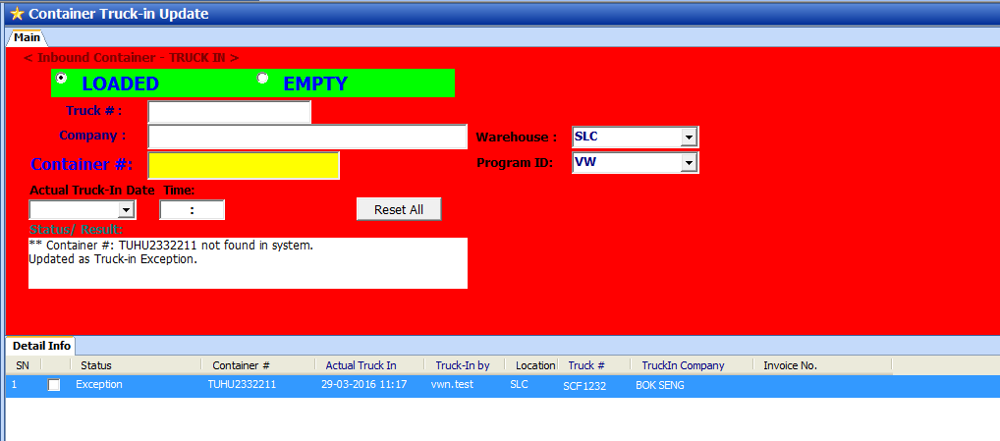 Container Truck-in Update
Main
< Inbound Container - TRUCK IN >
LOADED EMPTY
Truck # :
Company : Warehouse : SLC
Container #: Program ID: VW
Actual Truck-In Date Time:
: Reset All
Status/ Result:
** Container #: TUHU2332211 not found in system.
Updated as Truck-in Exception.
Detail Info
SN Status Container # Actual Truck In Truck-In by Location Truck # TruckIn Company Invoice No.
1 Exception TUHU2332211 29-03-2016 11:17 vwn.test SLC SCF1232 BOK SENG